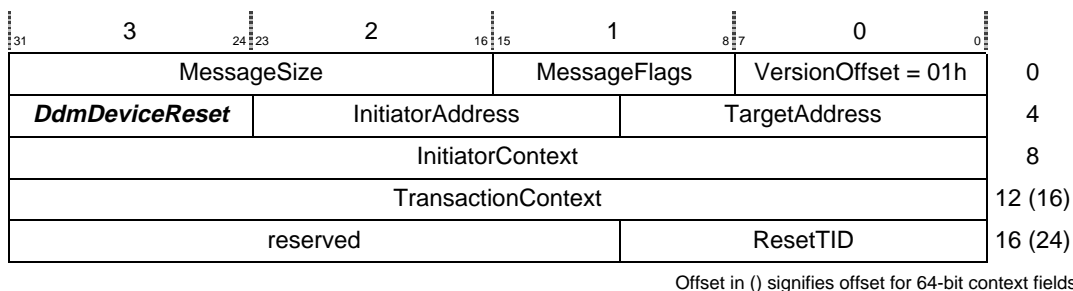 3 2 1 0
31 24 23 16 15 8 7 0
MessageSize MessageFlags VersionOffset = 01h 0
DdmDeviceReset InitiatorAddress TargetAddress 4
InitiatorContext 8
TransactionContext 12 (16)
reserved ResetTID 16 (24)
Offset in () signifies offset for 64-bit context fields